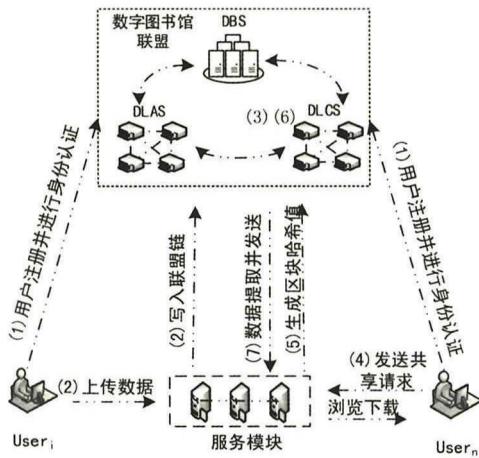 数字图书馆
联盟
DBS
DLAS
(3)(6)
DLCS
(1)用户注册并进行身份认证
(1)用户注册并进行身份认证
(2)写入联盟链
(7)数据提取并发送
(5)生成区块哈希值
(2)上传数据
(4)发送共
享请求
浏览下载
User_i
服务模块
User_n